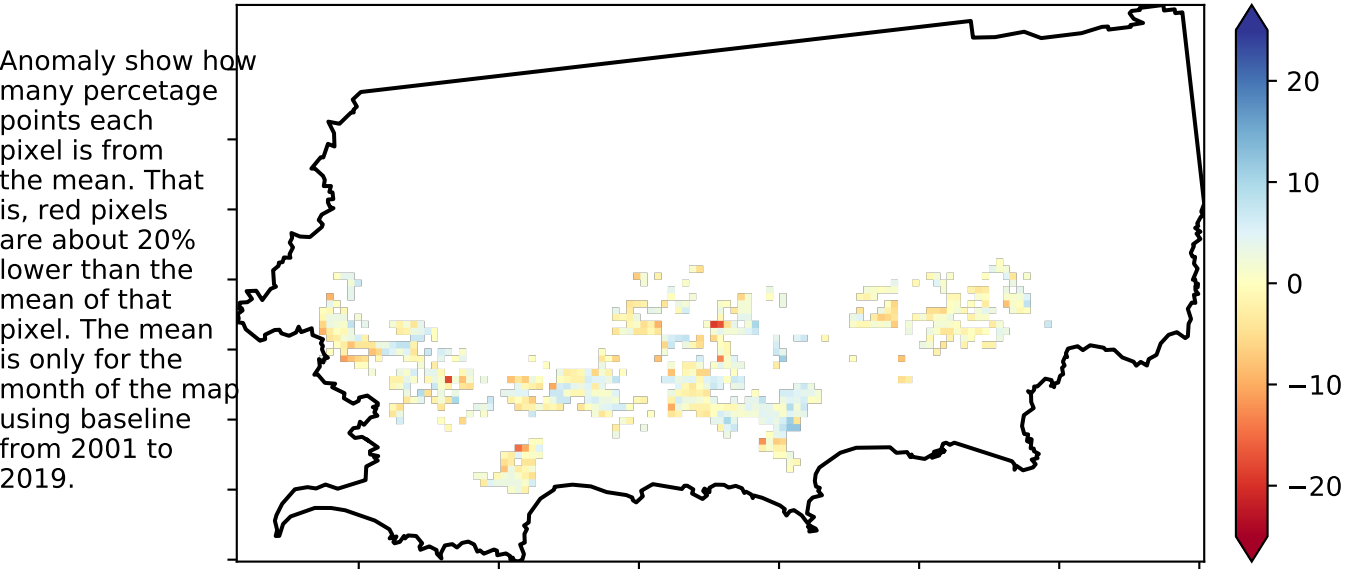 Anomaly show how
many percetage
points each
pixel is from
the mean. That
is, red pixels
are about 20%
lower than the
mean of that
pixel. The mean
is only for the
month of the map
using baseline
from 2001 to
2019.
20
10
0
−10
−20